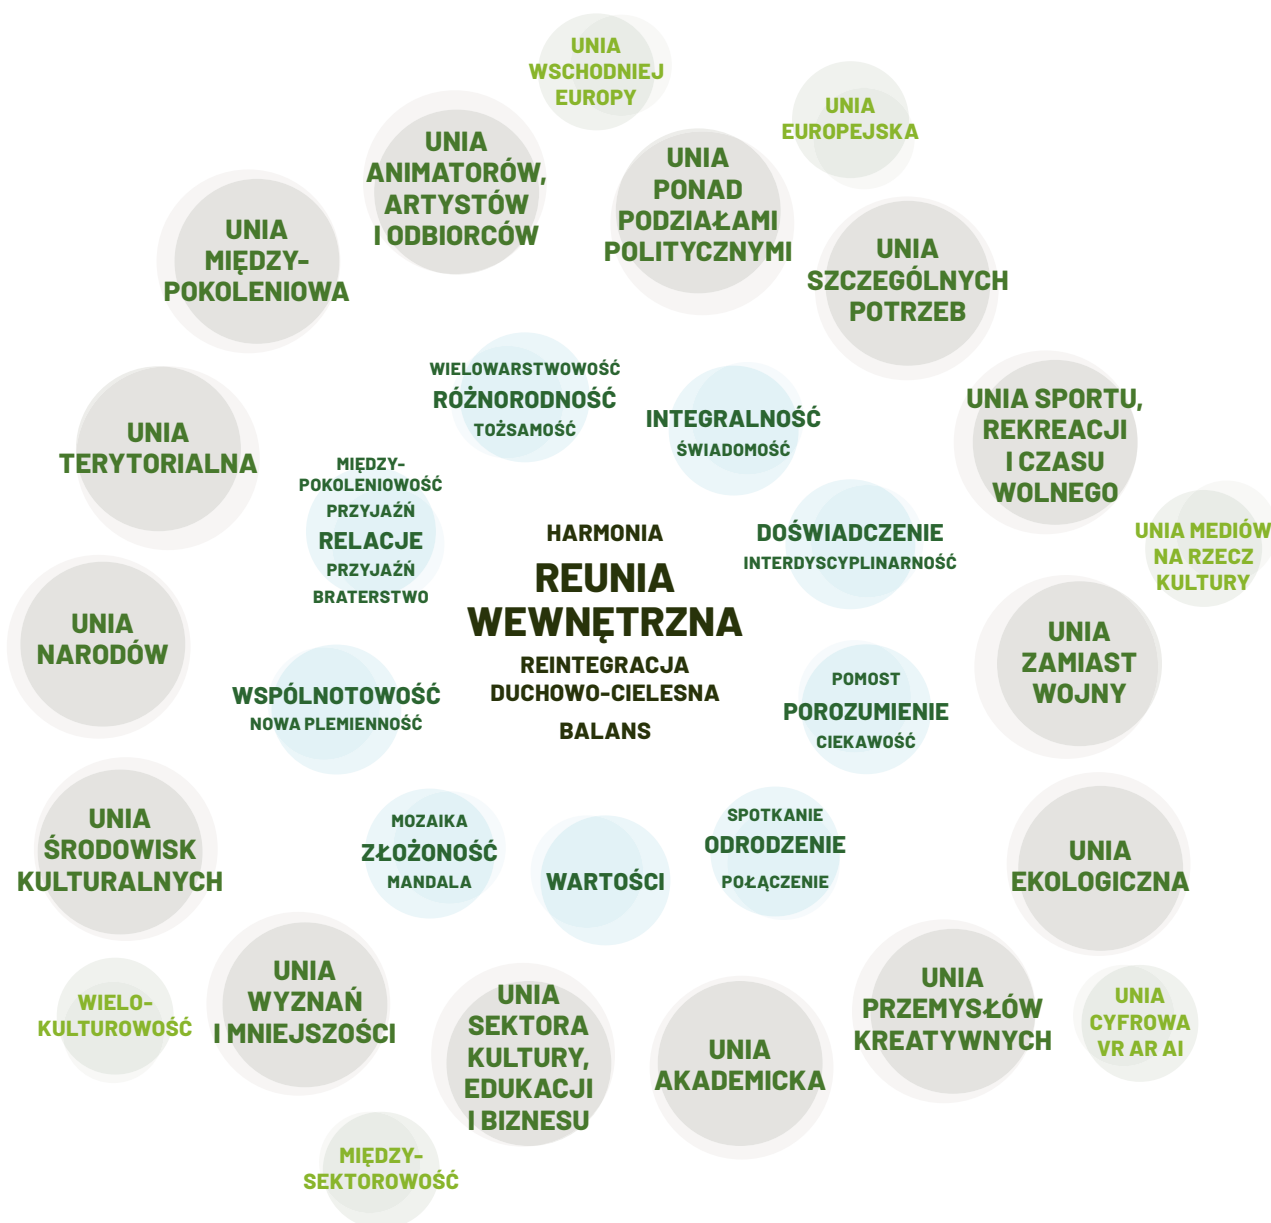 UNIA
WSCHODNIEJ
EUROPY
UNIA
EUROPEJSKA
UNIA
ANIMATORÓW,
ARTYSTÓW
I ODBIORCÓW
UNIA
PONAD
PODZIAŁAMI
POLITYCZNYMI
UNIA
MIĘDZY-
POKOLENIOWA
UNIA
SZCZEGÓLNYCH
POTRZEB
WIELOWARSTWOWOŚĆ
RÓŻNORODNOŚĆ
TOŻSAMOŚĆ
INTEGRALNOŚĆ
ŚWIADOMOŚĆ
UNIA SPORTU,
REKREACJI
I CZASU
WOLNEGO
UNIA
TERYTORIALNA
MIĘDZY-
POKOLENIOWOŚĆ
PRZYJAŹŃ
RELACJE
PRZYJAŹŃ
BRATERSTWO
HARMONIA
REUNIA
WEWNĘTRZNA
REINTEGRACJA
DUCHOWO-CIELESNA
BALANS
DOŚWIADCZENIE
INTERDYSCYPLINARNOŚĆ
UNIA MEDIÓW
NA RZECZ
KULTURY
UNIA
NARODÓW
WSPÓLNOTOWOŚĆ
NOWA PLEMIENNOŚĆ
POMOST
POROZUMIENIE
CIEKAWOŚĆ
UNIA
ZAMIAST
WOJNY
UNIA
ŚRODOWISK
KULTURALNYCH
MOZAIKA
ZŁOŻONOŚĆ
MANDALA
WARTOŚCI
SPOTKANIE
ODRODZENIE
POŁĄCZENIE
UNIA
EKOLOGICZNA
WIELO-
KULTUROWOŚĆ
UNIA
WYZNAŃ
I MNIEJSZOŚCI
UNIA
SEKTORA
KULTURY,
EDUKACJI
I BIZNESU
UNIA
AKADEMICKA
UNIA
PRZEMYSŁÓW
KREATYWNYCH
UNIA
CYFROWA
VR AR AI
MIĘDZY-
SEKTOROWOŚĆ